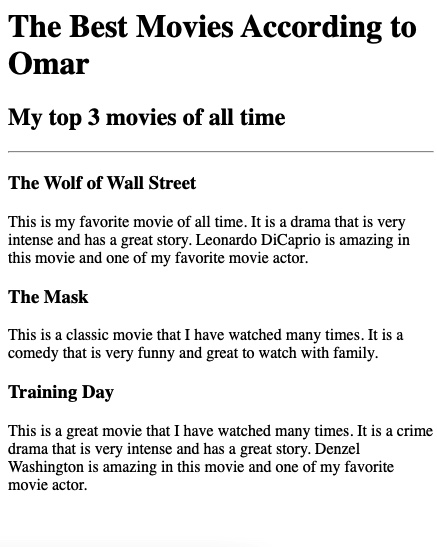 The Best Movies According to
Omar
My top 3 movies of all time
The Wolf of Wall Street
This is my favorite movie of all time. It is a drama that is very
intense and has a great story. Leonardo DiCaprio is amazing in
this movie and one of my favorite movie actor.
The Mask
This is a classic movie that I have watched many times. It is a
comedy that is very funny and great to watch with family.
Training Day
This is a great movie that I have watched many times. It is a crime
drama that is very intense and has a great story. Denzel
Washington is amazing in this movie and one of my favorite
movie actor.